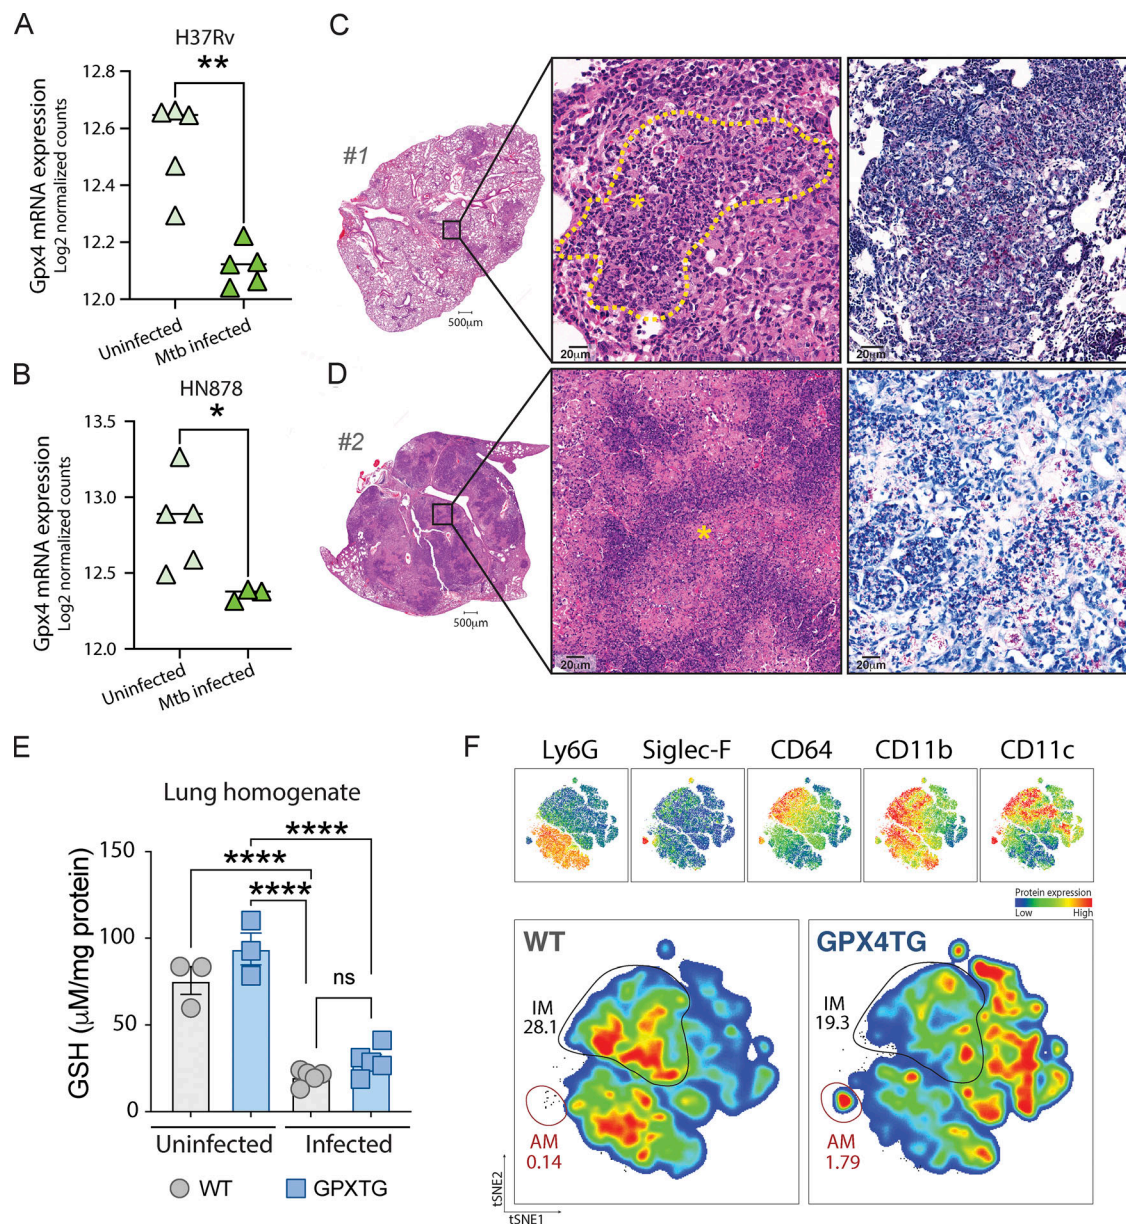 A
H37Rv
**
Gpx4 mRNA expression
Log2 normalized counts
12.8
12.6
12.4
12.2
12.0
Uninfected
Mtb infected
B
HN878
*
Gpx4 mRNA expression
Log2 normalized counts
13.5
13.0
12.5
12.0
Uninfected
Mtb infected
C
#1
500μm
*
20μm
20μm
D
#2
500μm
*
20μm
20μm
E
Lung homogenate
****
****
****
ns
GSH (μM/mg protein)
150
100
50
0
Uninfected
Infected
WT
GPXTG
F
Ly6G
Siglec-F
CD64
CD11b
CD11c
Protein expression
Low
High
WT
IM
28.1
AM
0.14
GPX4TG
IM
19.3
AM
1.79
tSNE2
tSNE1